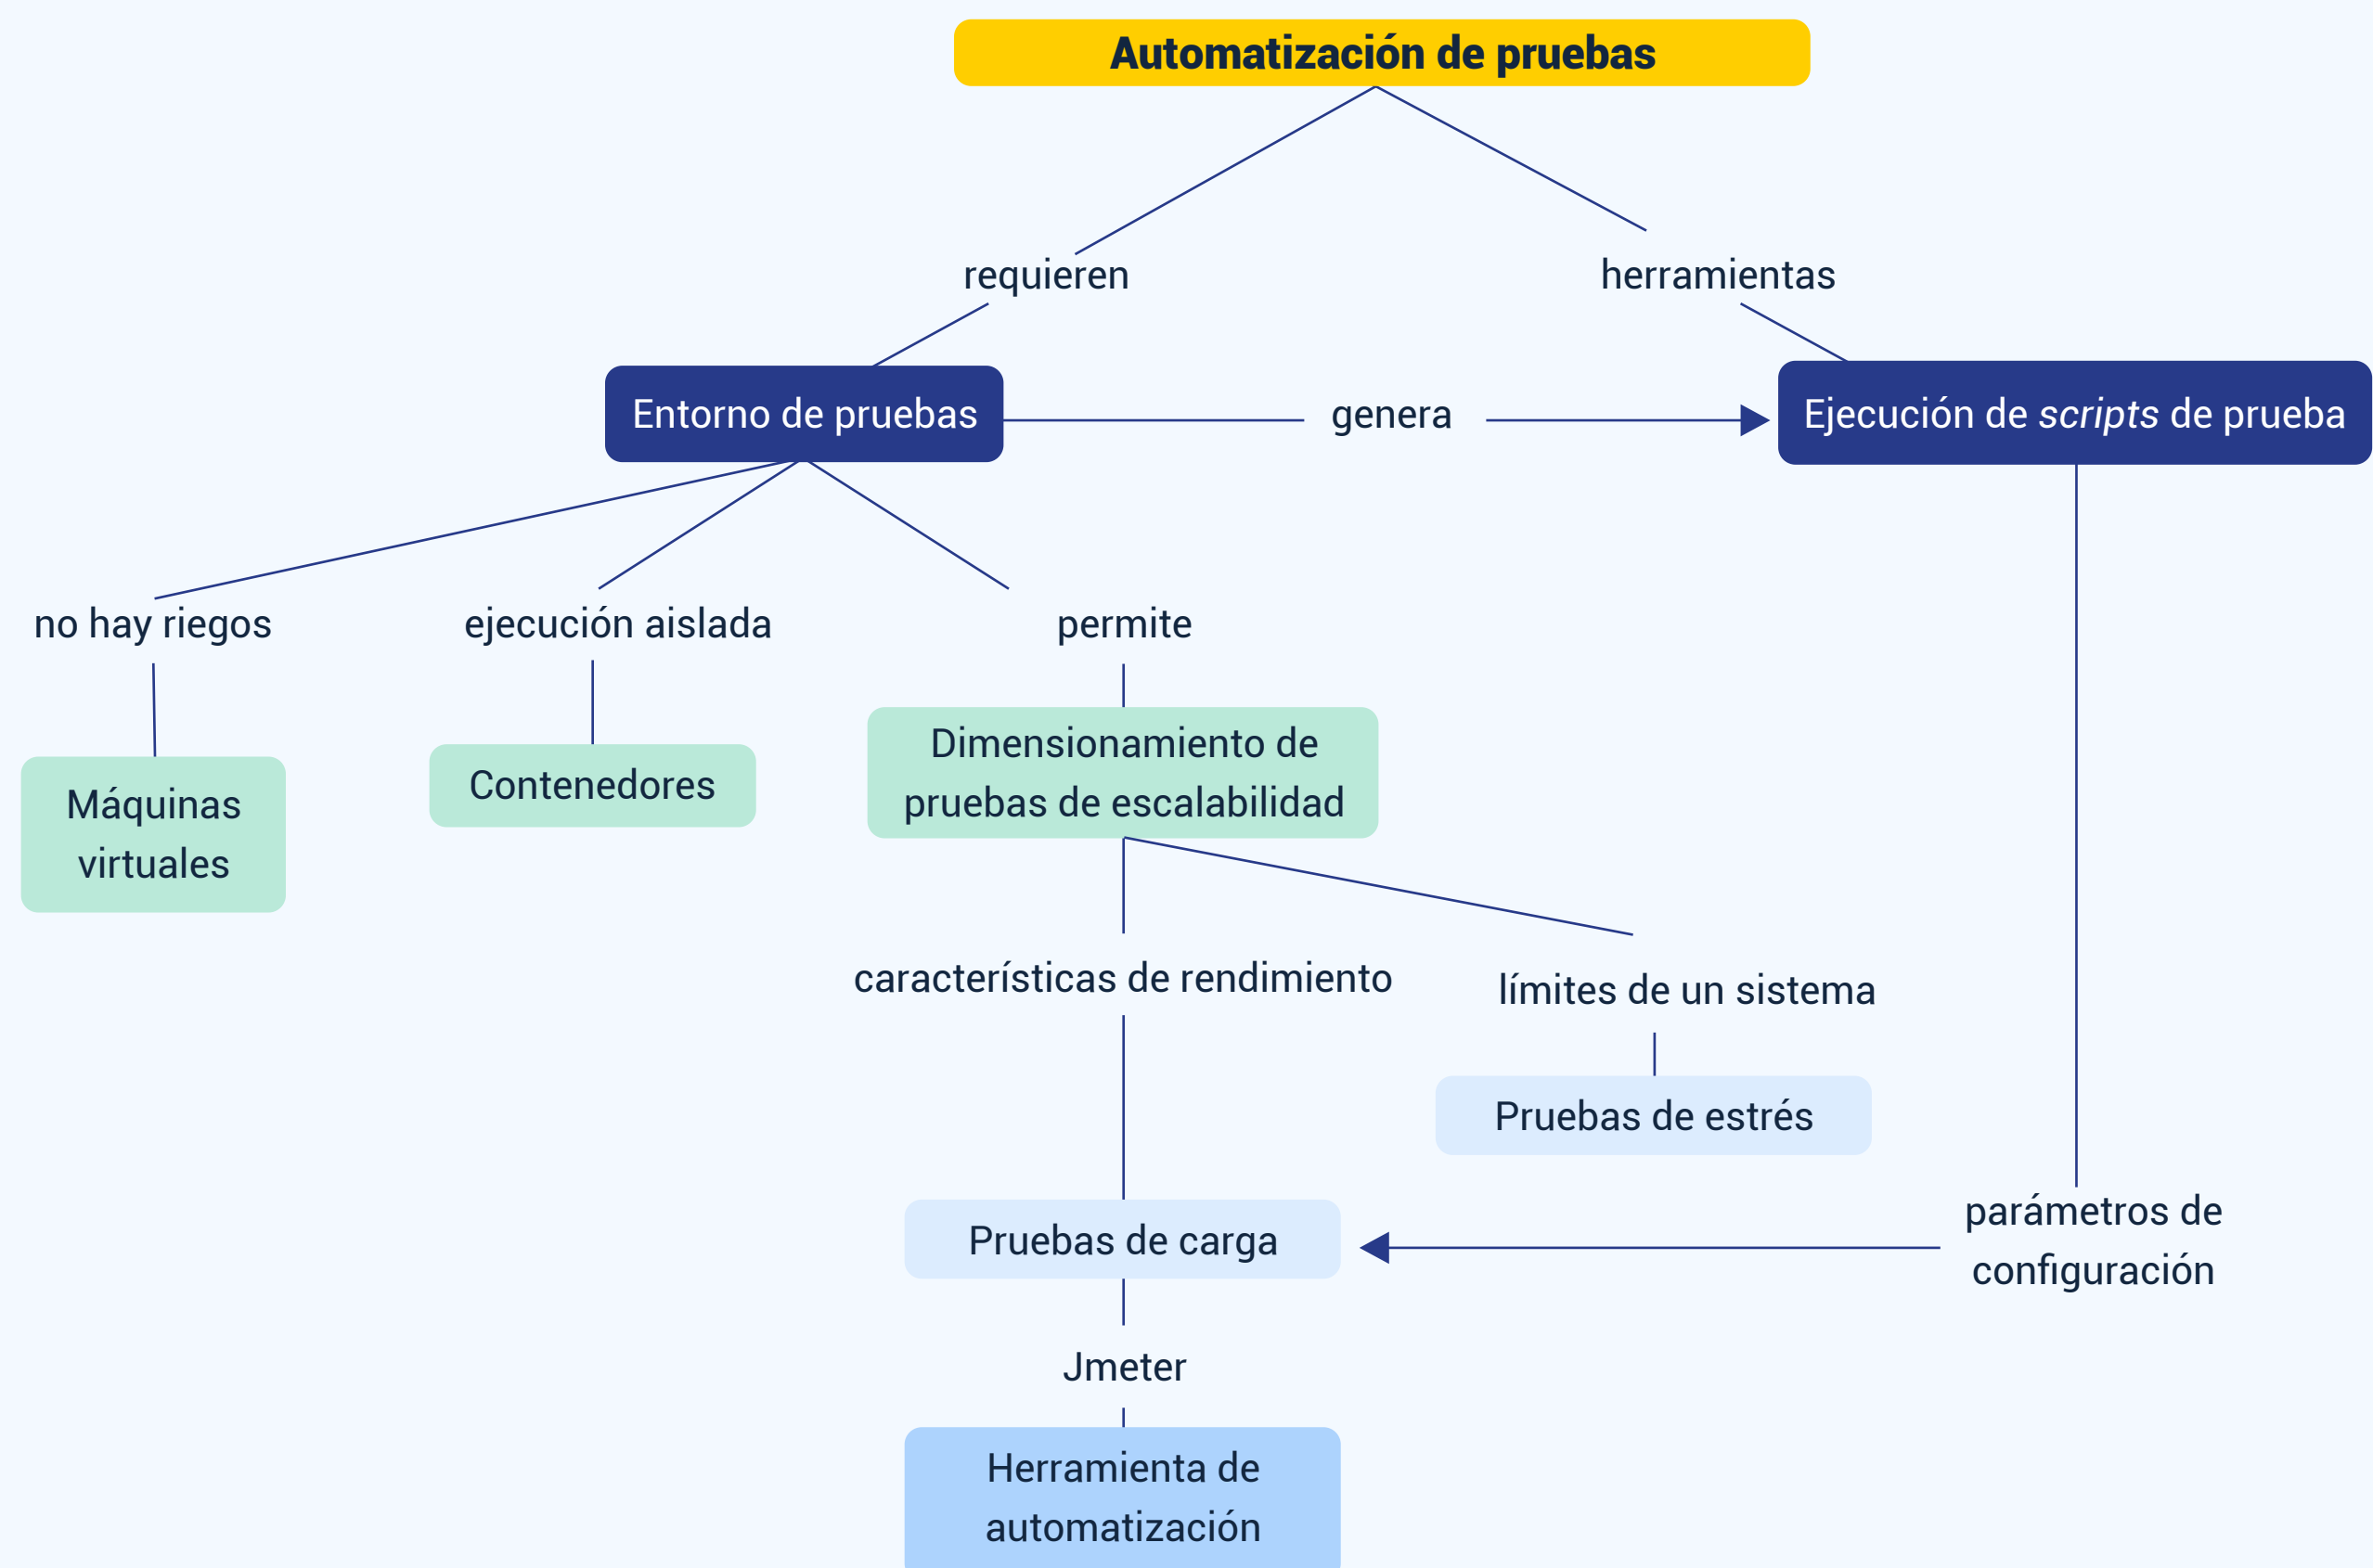 Automatización de pruebas
requieren
herramientas
Entorno de pruebas
genera
Ejecución de scripts de prueba
no hay riegos
ejecución aislada
permite
Máquinas
virtuales
Contenedores
Dimensionamiento de
pruebas de escalabilidad
características de rendimiento
límites de un sistema
Pruebas de estrés
Pruebas de carga
parámetros de
configuración
Jmeter
Herramienta de
automatización